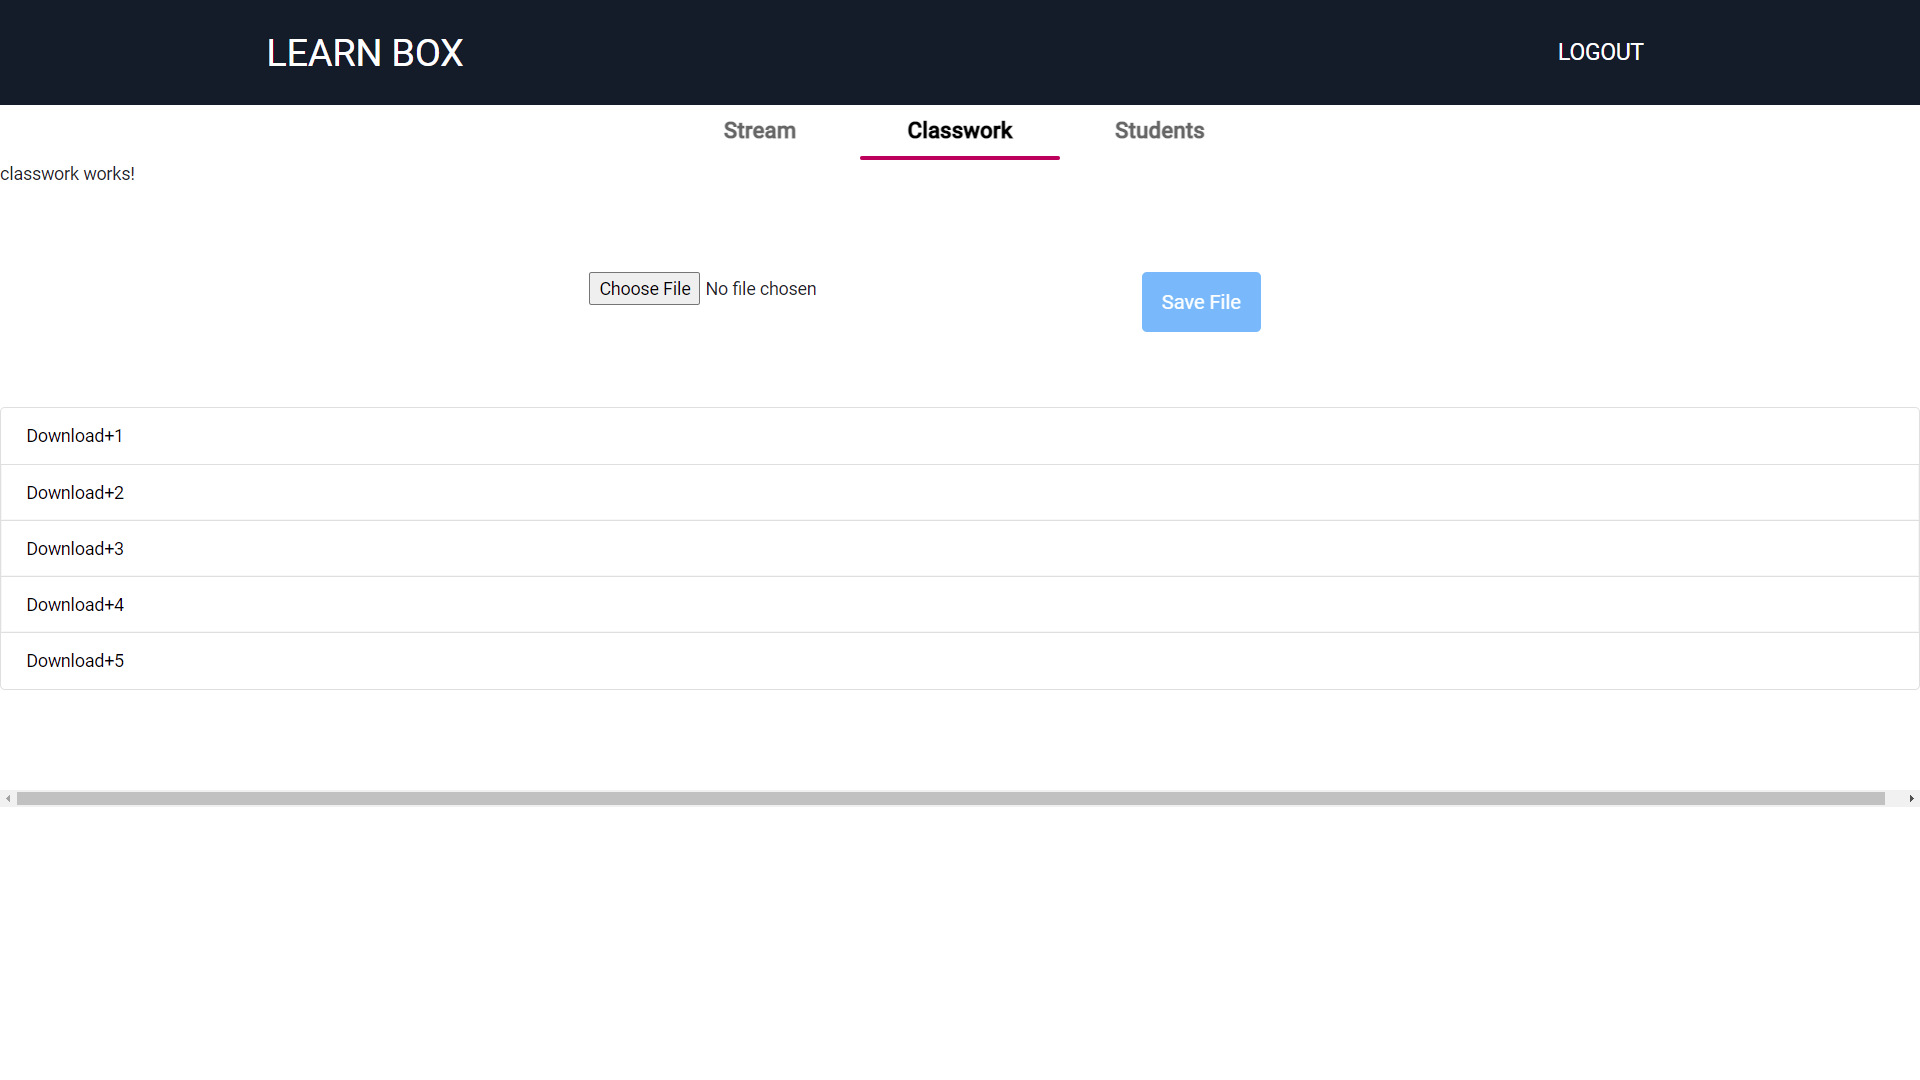 LEARN BOX
LOGOUT
Stream
Classwork
Students
classwork works!
Choose File No file chosen
Save File
Download+1
Download+2
Download+3
Download+4
Download+5